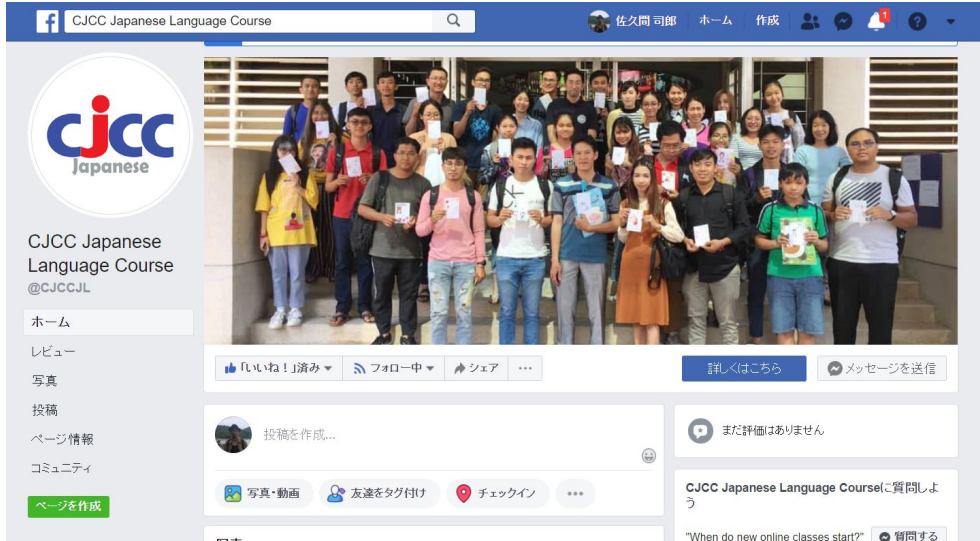 CJCC Japanese Language Course
佐久間 司郎
ホーム
作成
1
cjcc
Japanese
CJCC Japanese
Language Course
@CJCCJL
ホーム
レビュー
写真
投稿
ページ情報
コミュニティ
ページを作成
「いいね！」済み
フォロー中
シェア
詳しくはこちら
メッセージを送信
投稿を作成...
写真・動画
友達をタグ付け
チェックイン
まだ評価はありません
CJCC Japanese Language Courseに質問しよ
う
"When do new online classes start?"
質問する